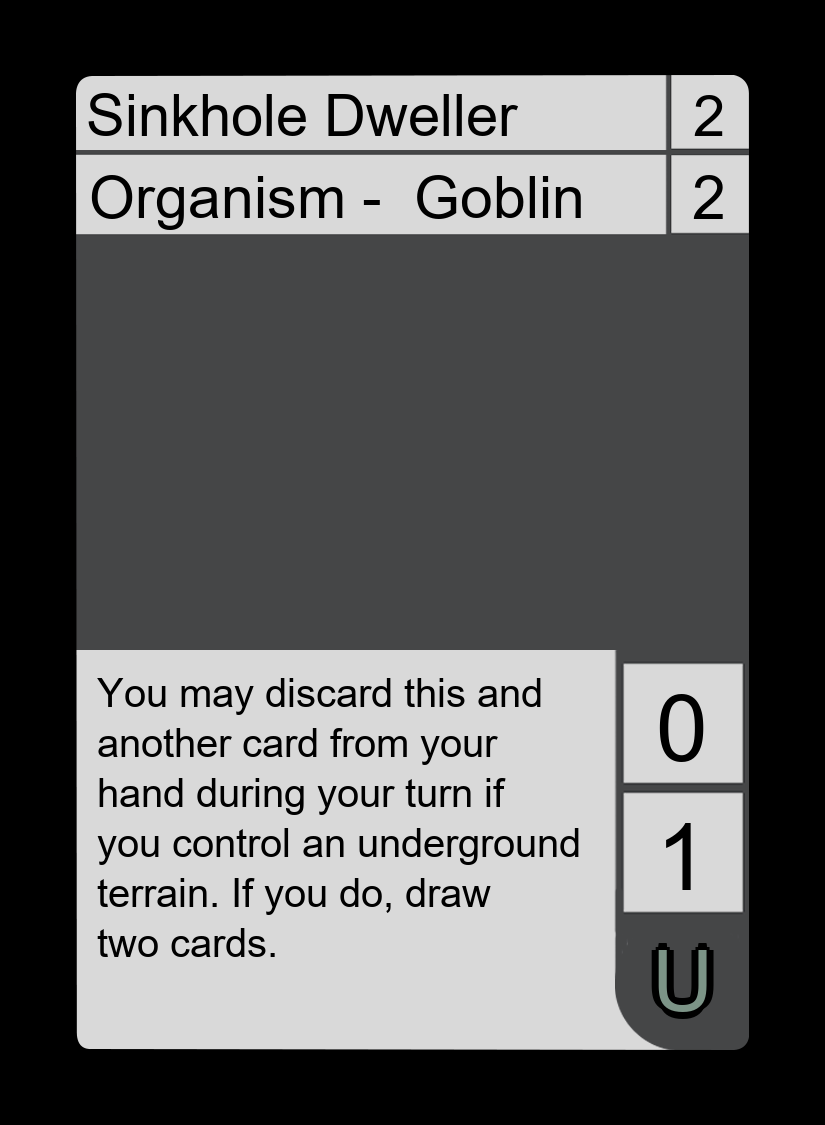 Sinkhole Dweller 2
Organism - Goblin 2
You may discard this and
another card from your
hand during your turn if
you control an underground
terrain. If you do, draw
two cards.
0
1
U